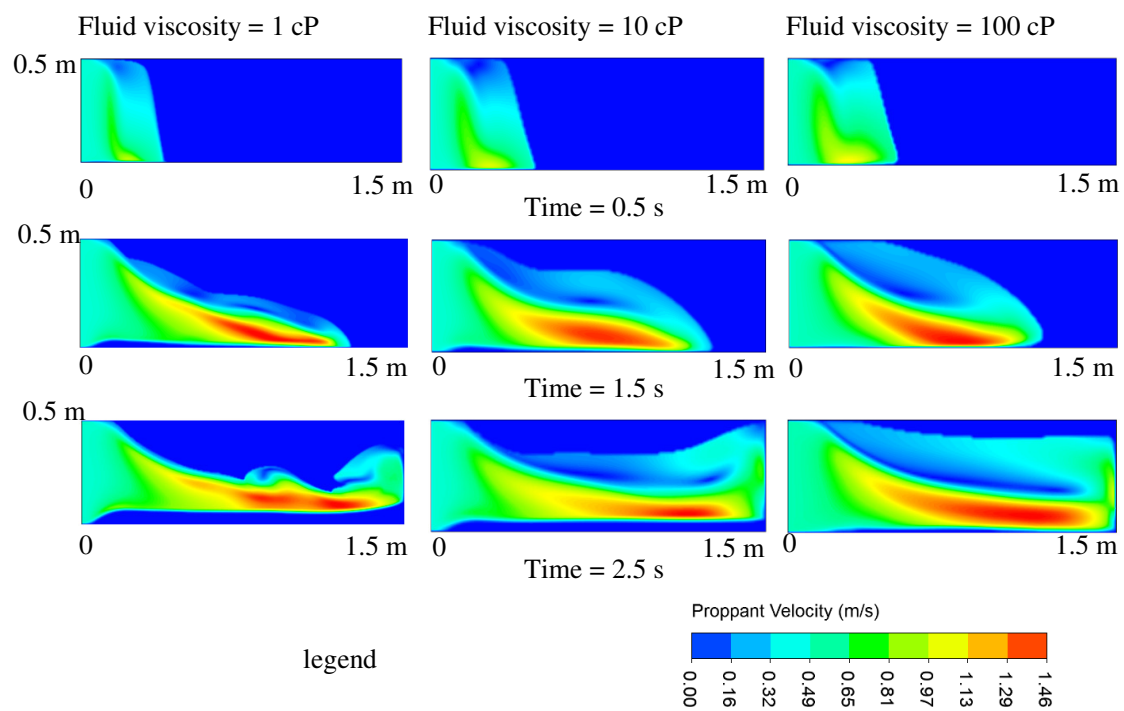 Fluid viscosity = 1 cP Fluid viscosity = 10 cP Fluid viscosity = 100 cP
0.5 m
0 1.5 m 0 1.5 m 0 1.5 m
Time = 0.5 s
0.5 m
0 1.5 m 0 1.5 m 0 1.5 m
Time = 1.5 s
0.5 m
0 1.5 m 0 1.5 m 0 1.5 m
Time = 2.5 s
Proppant Velocity (m/s)
legend
0.00 0.16 0.32 0.49 0.65 0.81 0.97 1.13 1.29 1.46